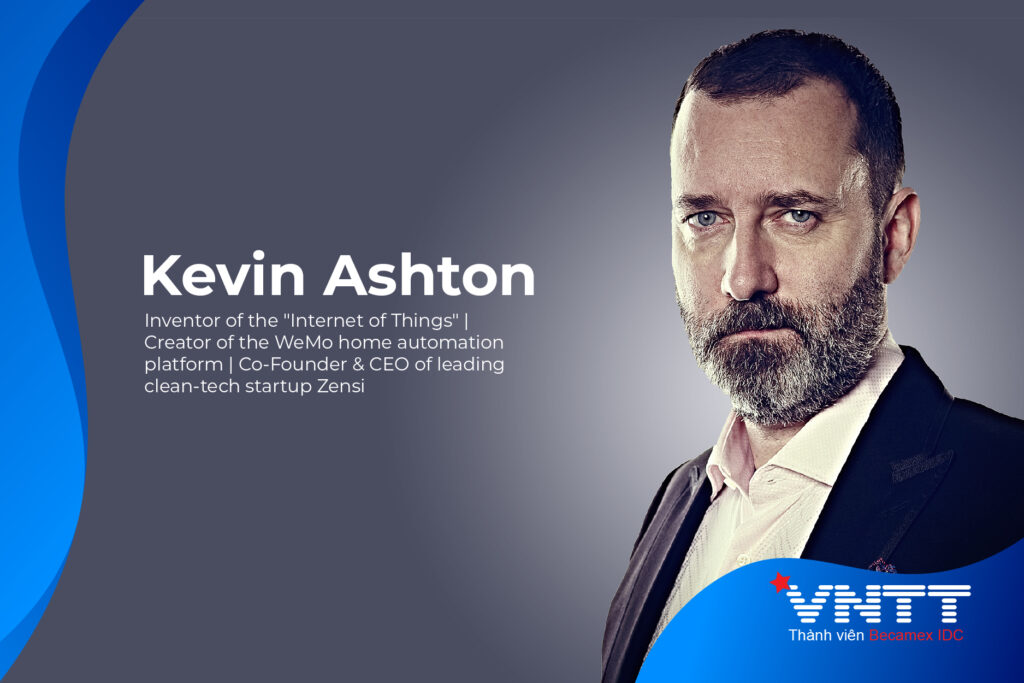 Kevin Ashton
Inventor of the "Internet of Things" |
Creator of the WeMo home automation
platform | Co-Founder & CEO of leading
clean-tech startup Zensi
VNTT
Thành viên Becamex IDC